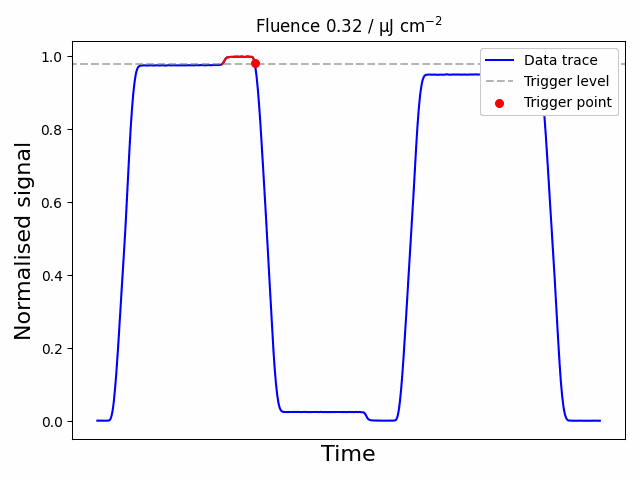 Fluence 0.32 / μJ cm⁻²
Normalised signal
1.0
0.8
0.6
0.4
0.2
0.0
Data trace
Trigger level
Trigger point
Time